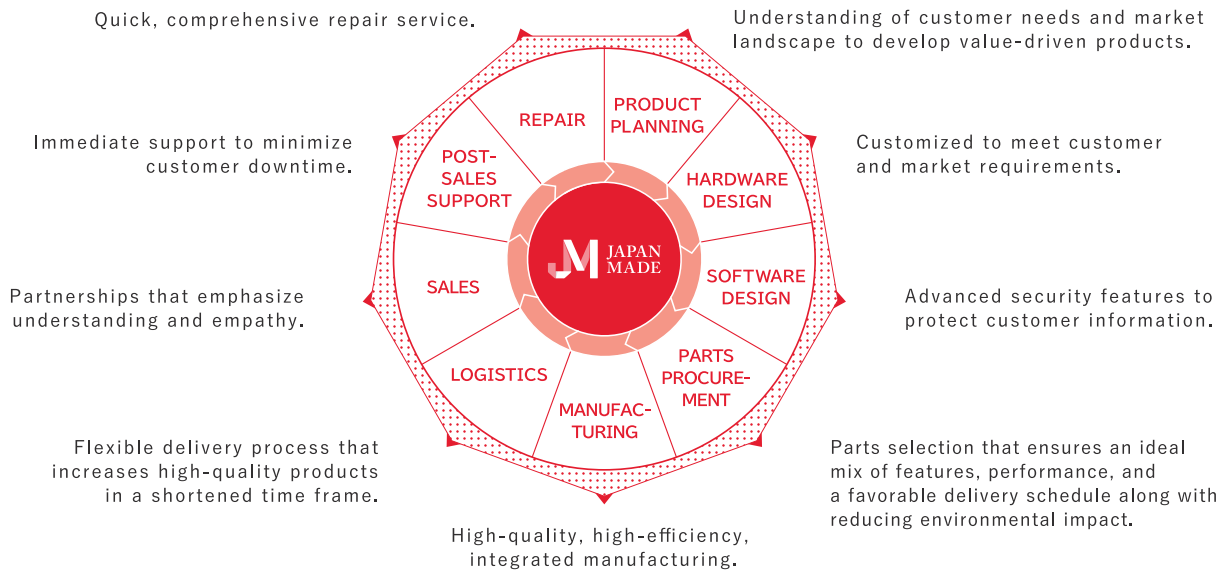 Quick, comprehensive repair service.
Understanding of customer needs and market
landscape to develop value-driven products.
REPAIR
PRODUCT
PLANNING
Immediate support to minimize
customer downtime.
POST-
SALES
SUPPORT
HARDWARE
DESIGN
Customized to meet customer
and market requirements.
JM JAPAN
MADE
Partnerships that emphasize
understanding and empathy.
SALES
SOFTWARE
DESIGN
Advanced security features to
protect customer information.
LOGISTICS
MANUFAC-
TURING
PARTS
PROCURE-
MENT
Flexible delivery process that
increases high-quality products
in a shortened time frame.
High-quality, high-efficiency,
integrated manufacturing.
Parts selection that ensures an ideal
mix of features, performance, and
a favorable delivery schedule along with
reducing environmental impact.